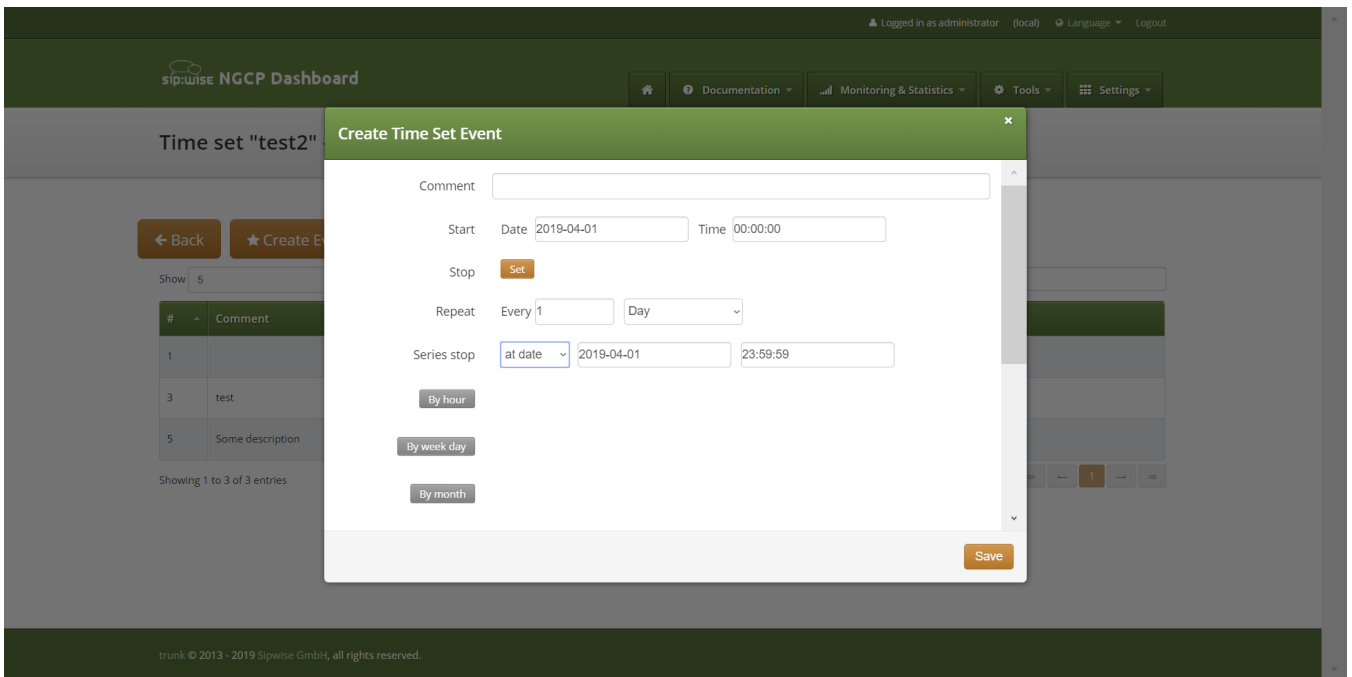 Logged in as administrator (local) Language Logout
sip:wise NGCP Dashboard
Documentation Monitoring & Statistics Tools Settings
Create Time Set Event ×
Time set "test2"
Comment
Start Date 2019-04-01 Time 00:00:00
Back Create Ev
Stop Set
Show 5
Repeat Every 1 Day
# Comment
Series stop at date 2019-04-01 23:59:59
1
By hour
3 test
5 Some description
By week day
Showing 1 to 3 of 3 entries
← 1 →
By month
Save
trunk © 2013 - 2019 Sipwise GmbH, all rights reserved.